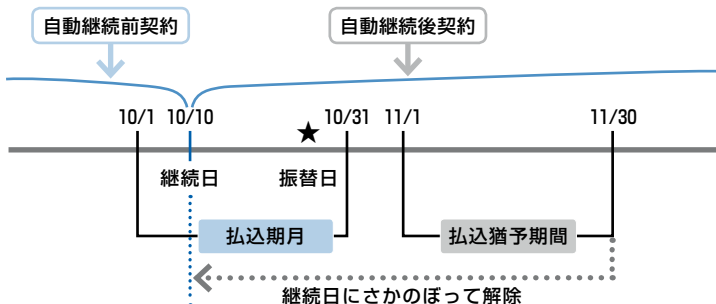 自動継続前契約
自動継続後契約
10/1 10/10 10/31 11/1 11/30
★
継続日 振替日
払込期月 払込猶予期間
継続日にさかのぼって解除